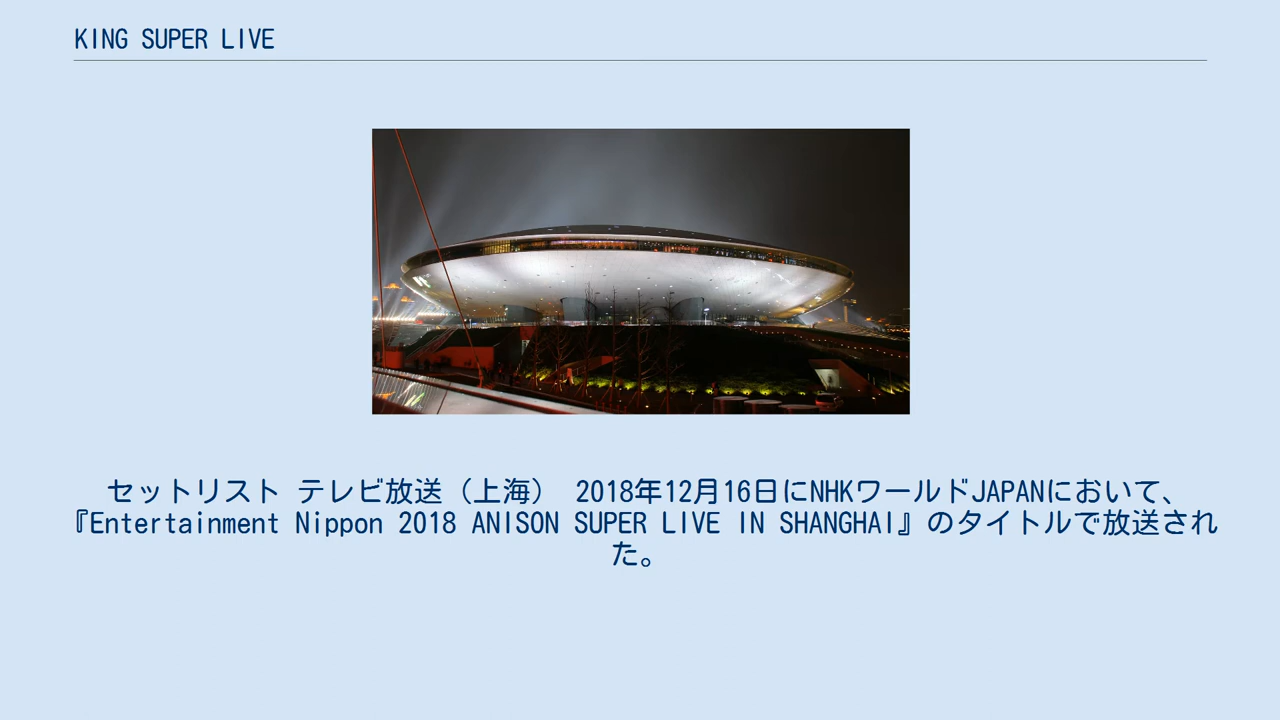 KING SUPER LIVE
セットリスト テレビ放送（上海） 2018年12月16日にNHKワールドJAPANにおいて、
『Entertainment Nippon 2018 ANISON SUPER LIVE IN SHANGHAI』のタイトルで放送され
た。